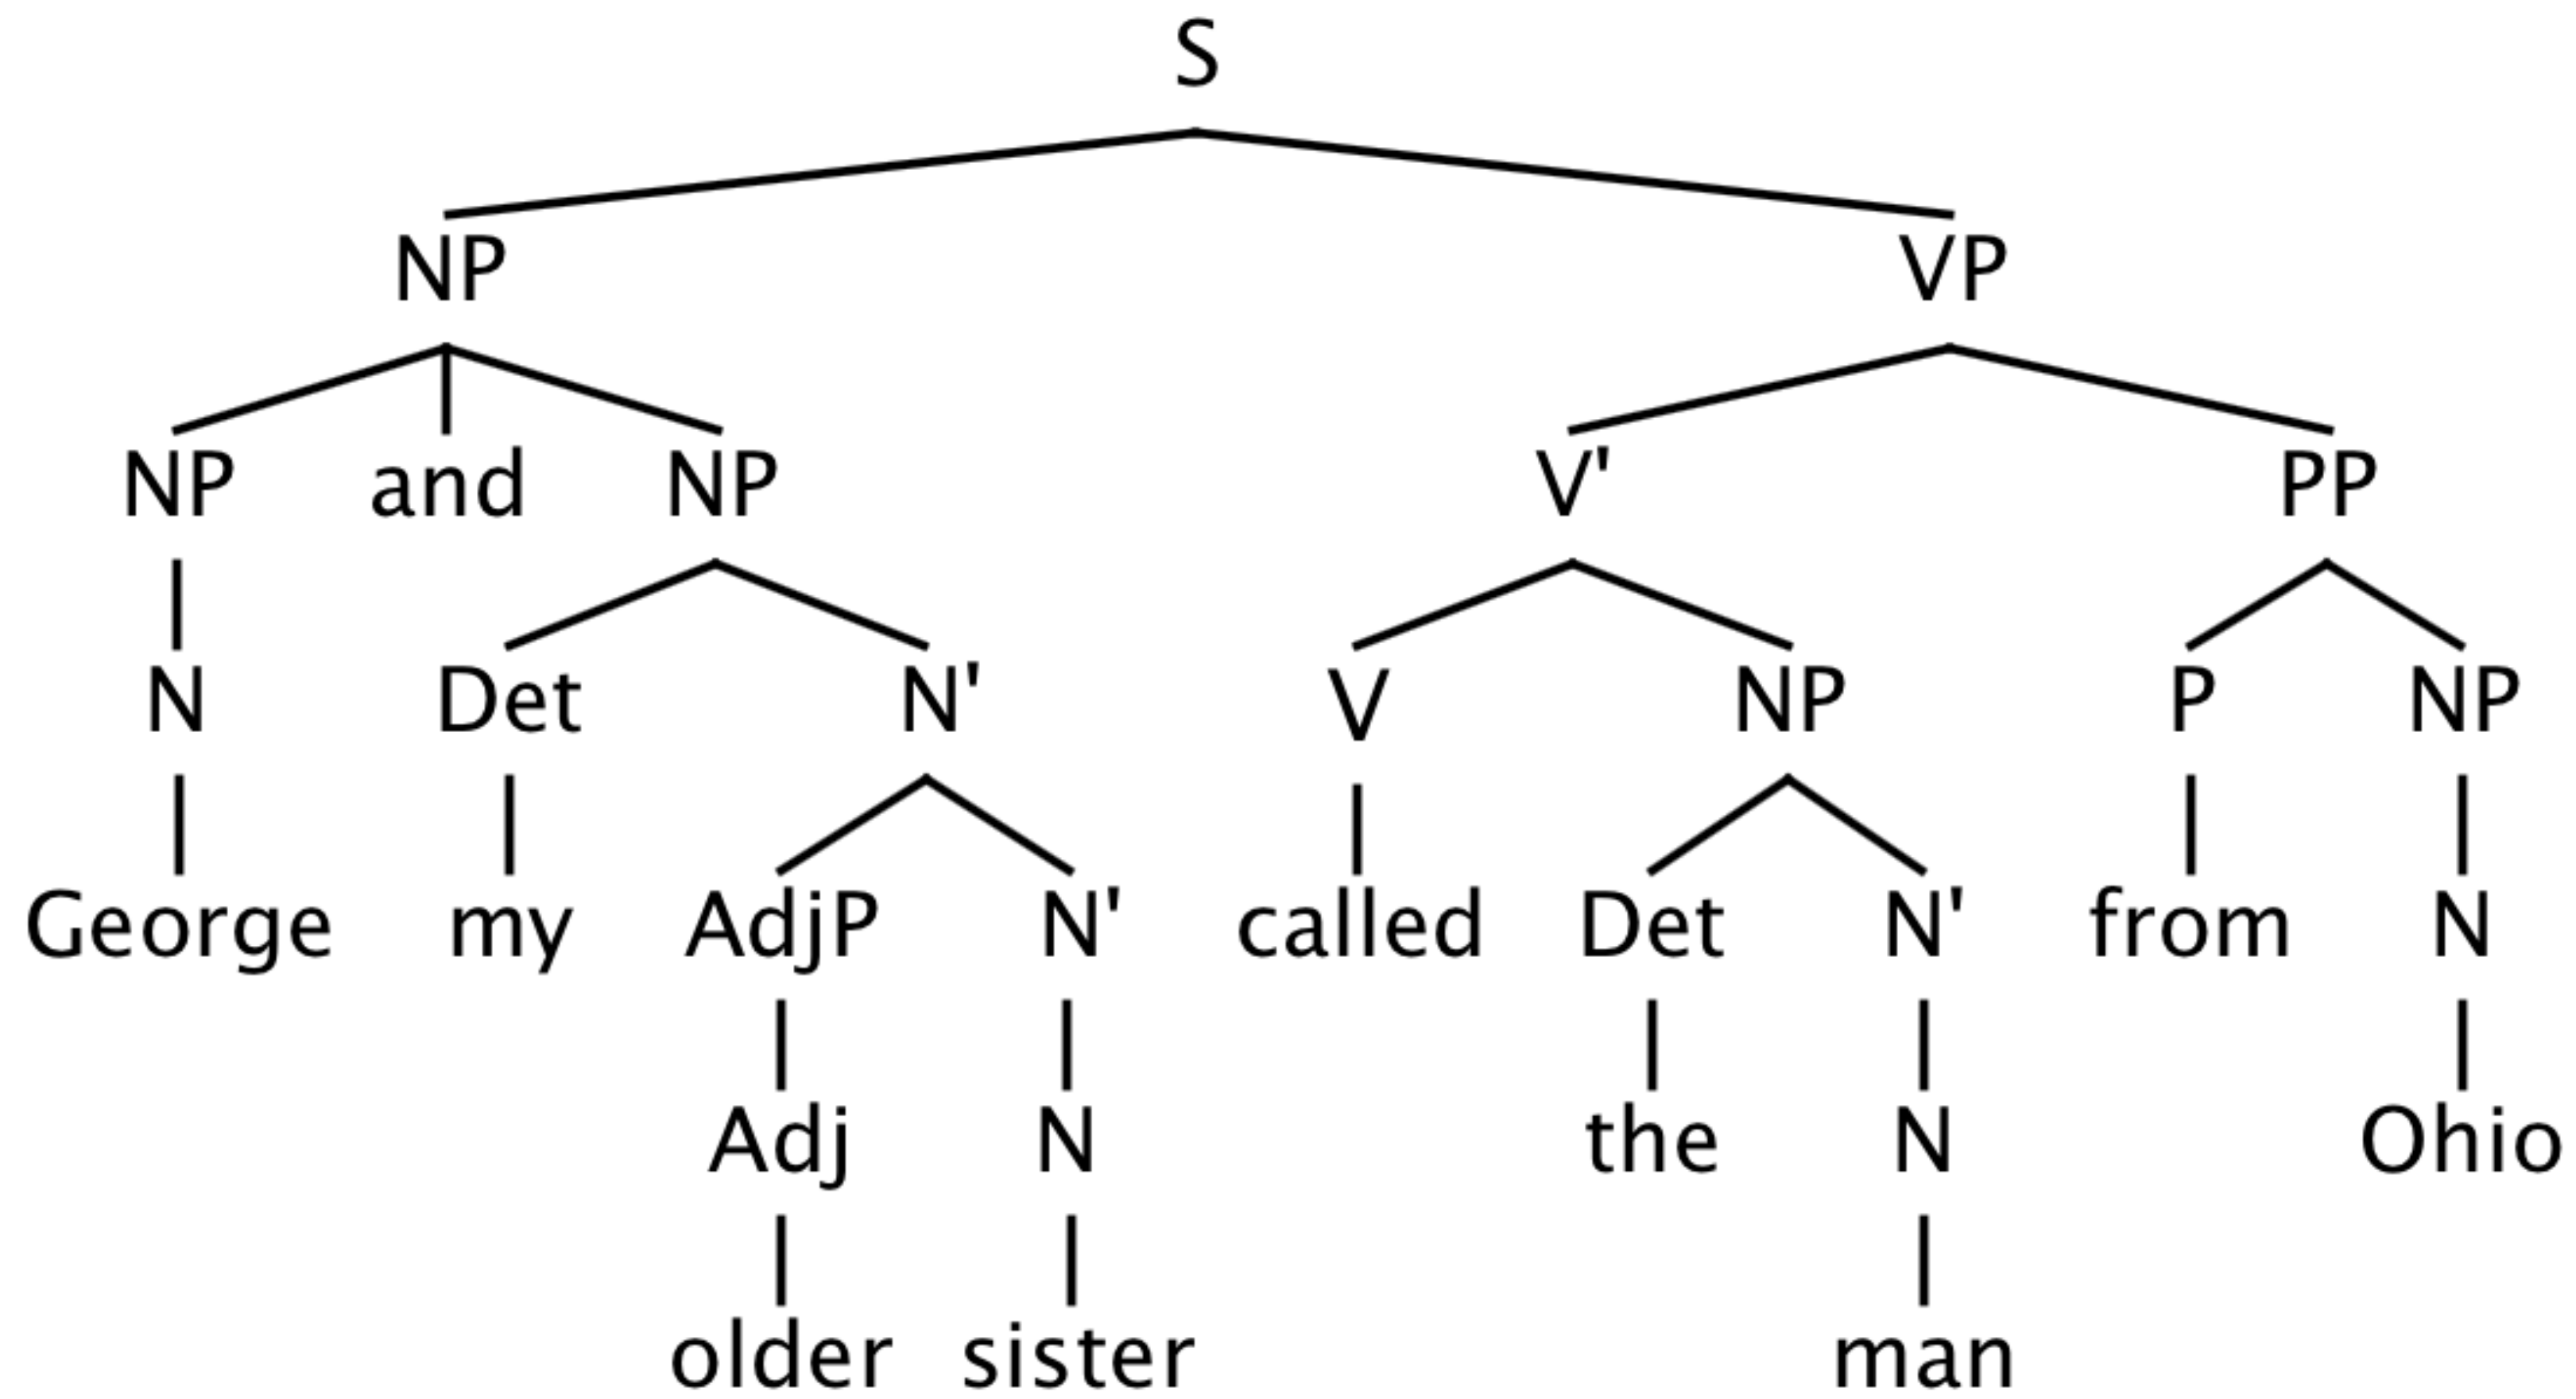 S
NP VP
NP and NP V' PP
N Det N' V NP P NP
George my AdjP N' called Det N' from N
Adj N the N Ohio
older sister man